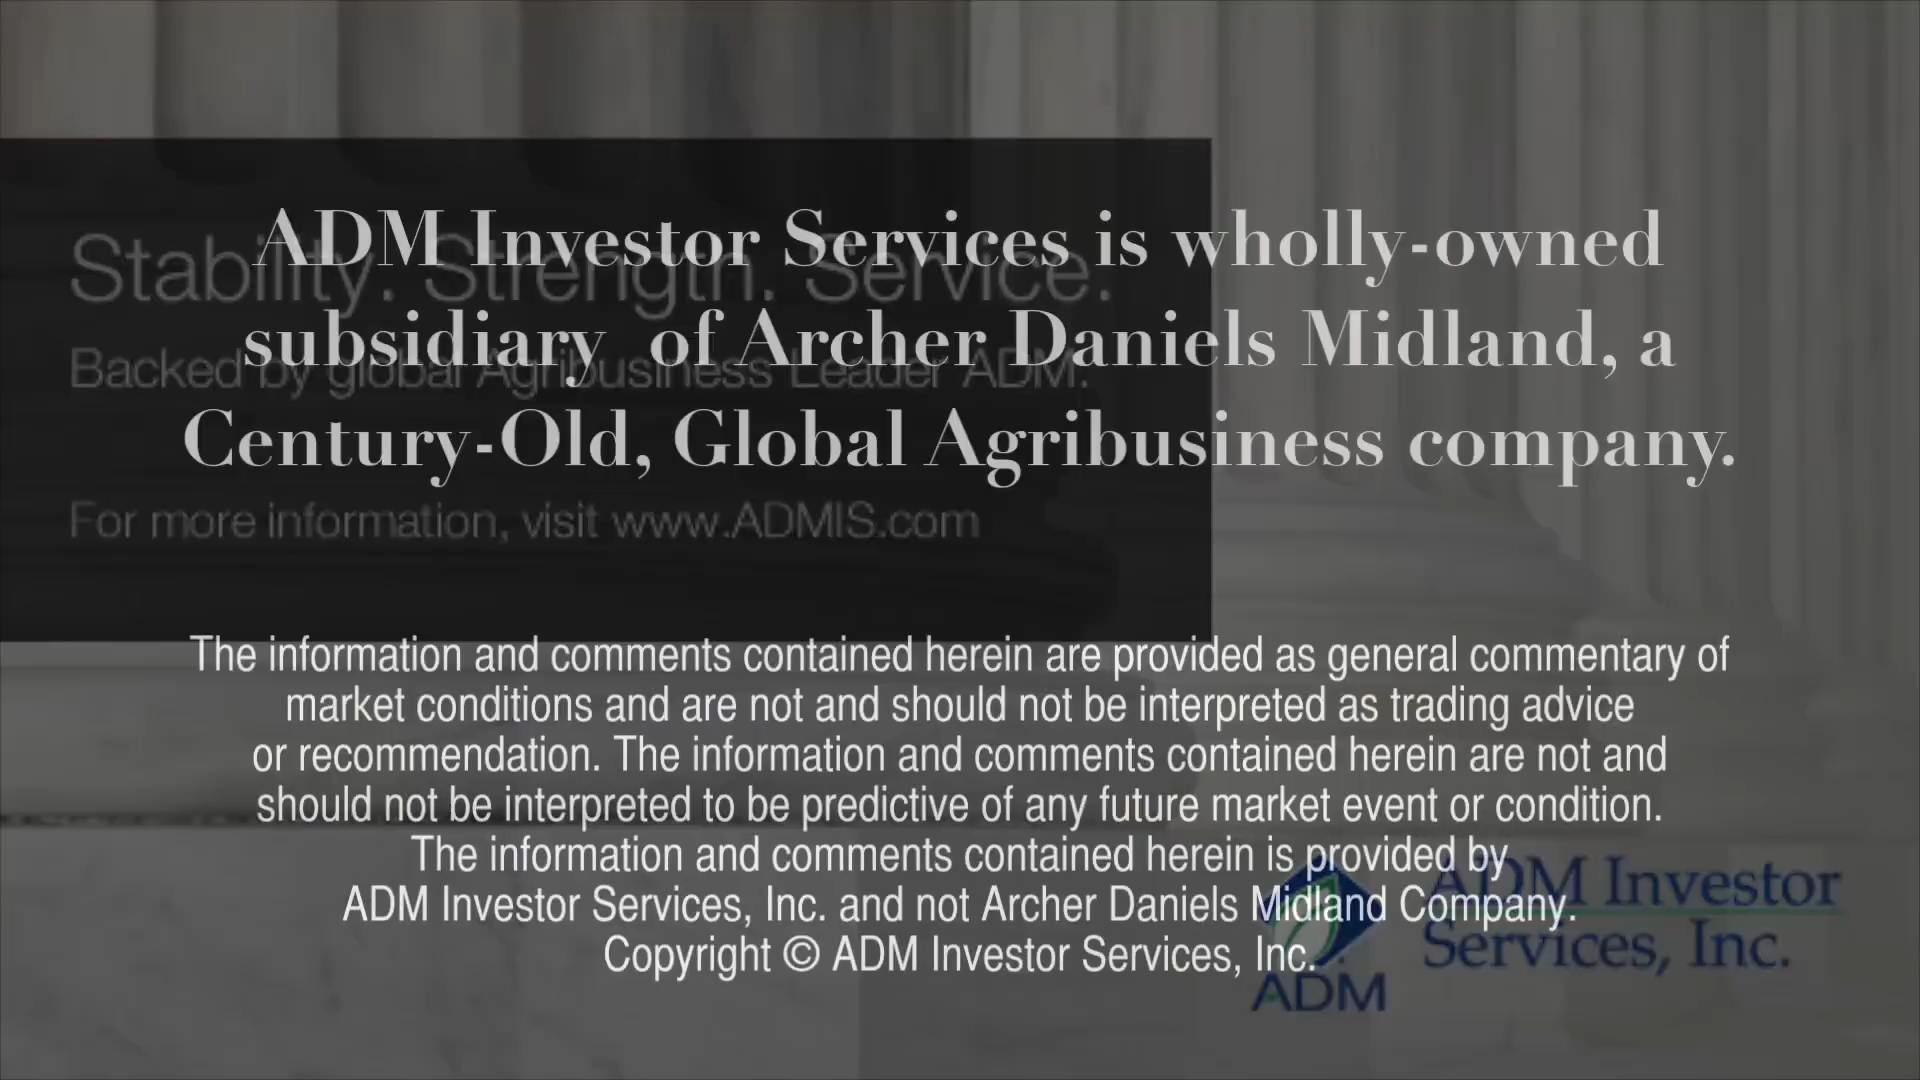 ADM Investor Services is wholly-owned
subsidiary of Archer Daniels Midland, a
Century-Old, Global Agribusiness company.
Stability. Strength. Service.
Backed by global Agribusiness Leader ADM.
For more information, visit www.ADMIS.com
The information and comments contained herein are provided as general commentary of
market conditions and are not and should not be interpreted as trading advice
or recommendation. The information and comments contained herein are not and
should not be interpreted to be predictive of any future market event or condition.
The information and comments contained herein is provided by
ADM Investor Services, Inc. and not Archer Daniels Midland Company.
Copyright © ADM Investor Services, Inc.
ADM
ADM Investor
Services, Inc.